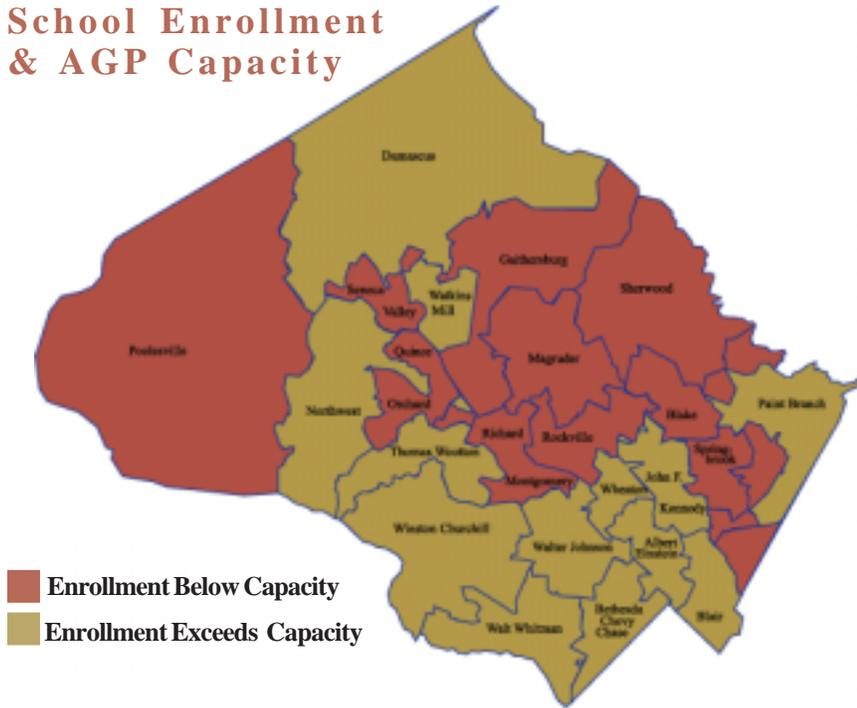 School Enrollment
& AGP Capacity
Damascus
Gaithersburg
Sherwood
Seneca
Valley
Watkins
Mill
Poolesville
Quince
Orchard
Magruder
Northwest
Blake
Paint Branch
Richard
Montgomery
Rockville
Thomas Wootton
Spring-
brook
John F.
Kennedy
Wheaton
Winston Churchill
Walter Johnson
Albert
Einstein
Enrollment Below Capacity
Enrollment Exceeds Capacity
Walt Whitman
Bethesda
Chevy
Chase
Blair